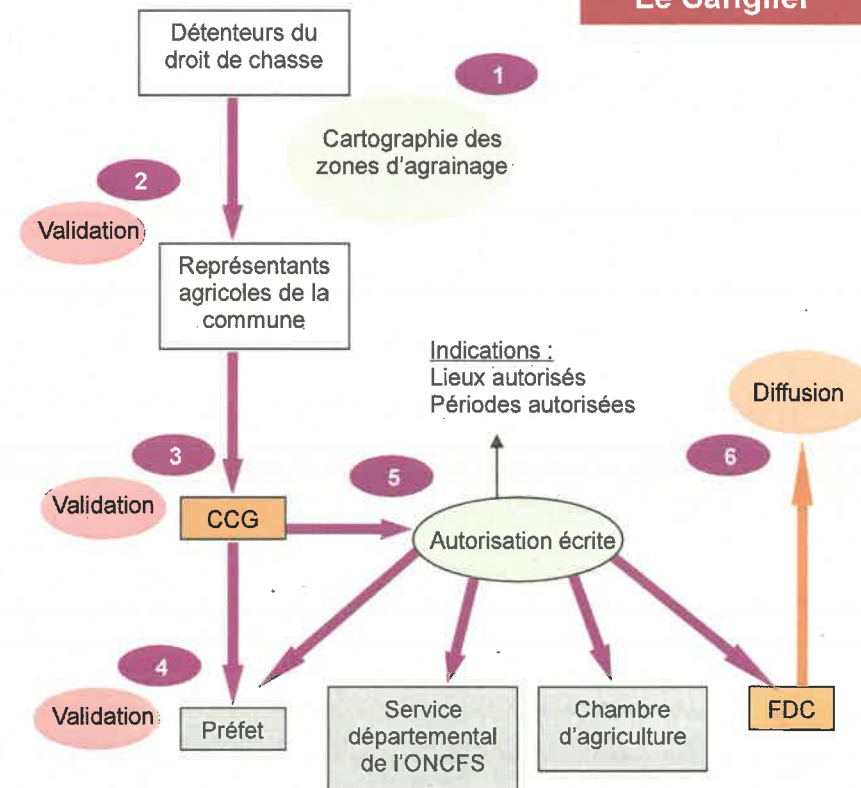 Le Sanglier
Détenteurs du
droit de chasse
1
Cartographie des
zones d'agrainage
2
Validation
Représentants
agricoles de la
commune
Indications :
Lieux autorisés
Périodes autorisées
Diffusion
3
Validation
CCG
5
Autorisation écrite
6
4
Validation
Préfet
Service
départemental
de l'ONCFS
Chambre
d'agriculture
FDC